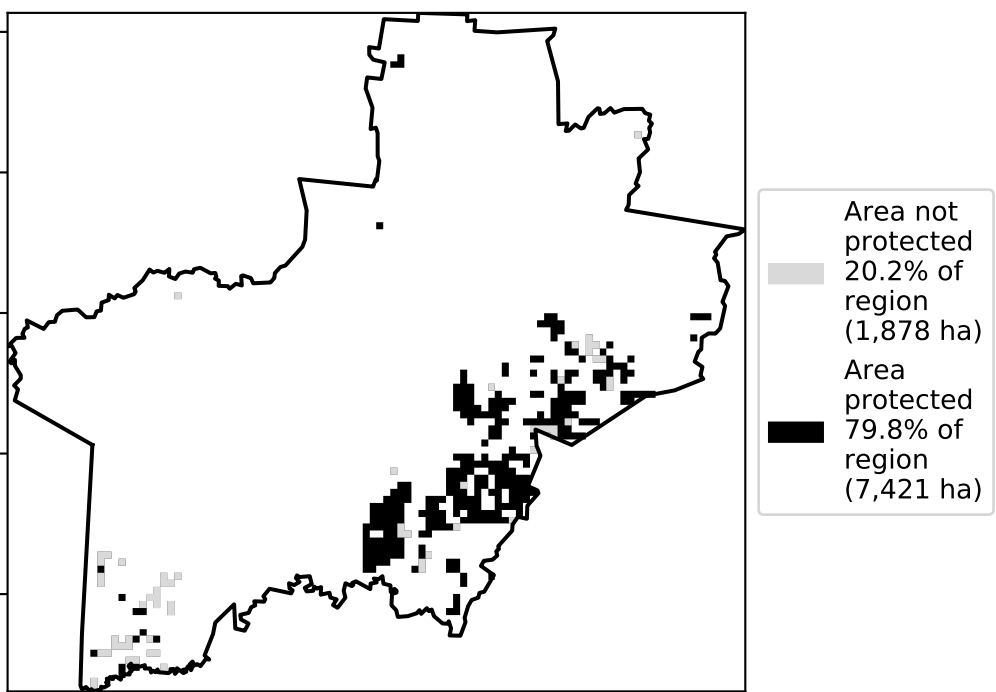 Area not
protected
20.2% of
region
(1,878 ha)
Area
protected
79.8% of
region
(7,421 ha)